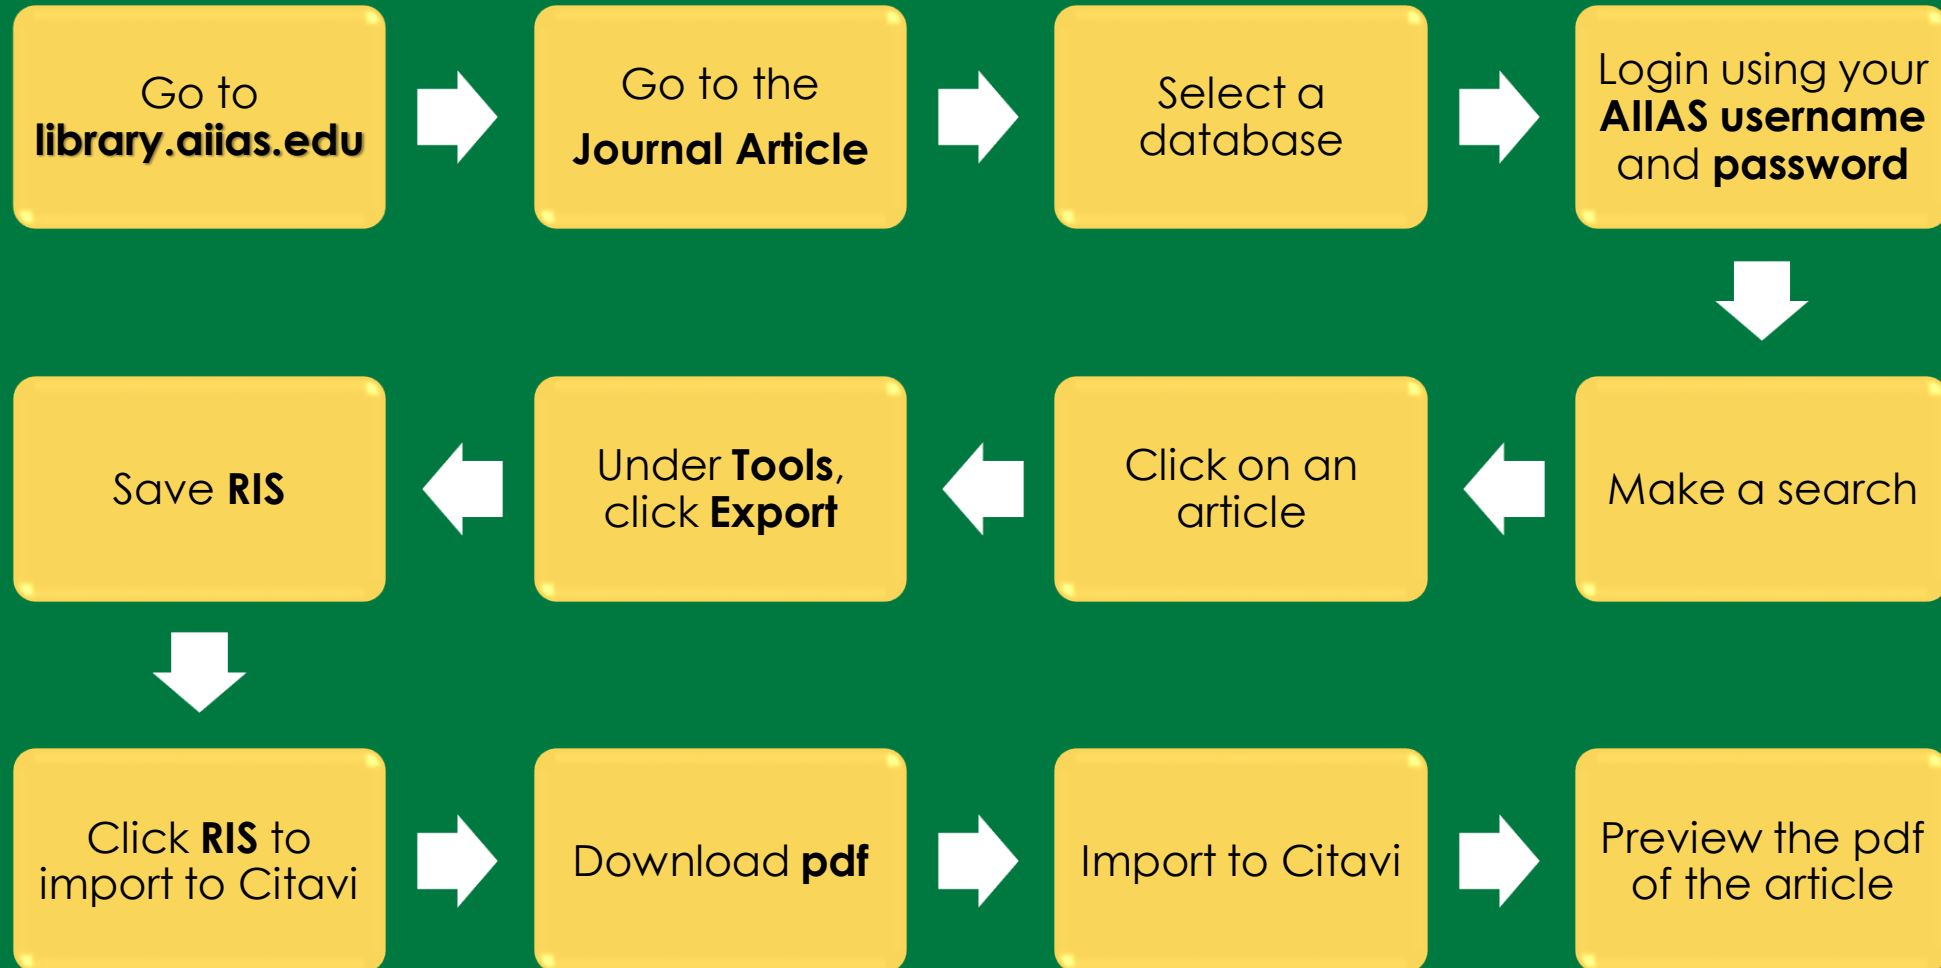 Go to
library.aiias.edu
Go to the
Journal Article
Select a
database
Login using your
AIIAS username
and password
Make a search
Click on an
article
Under Tools,
click Export
Save RIS
Click RIS to
import to Citavi
Download pdf
Import to Citavi
Preview the pdf
of the article